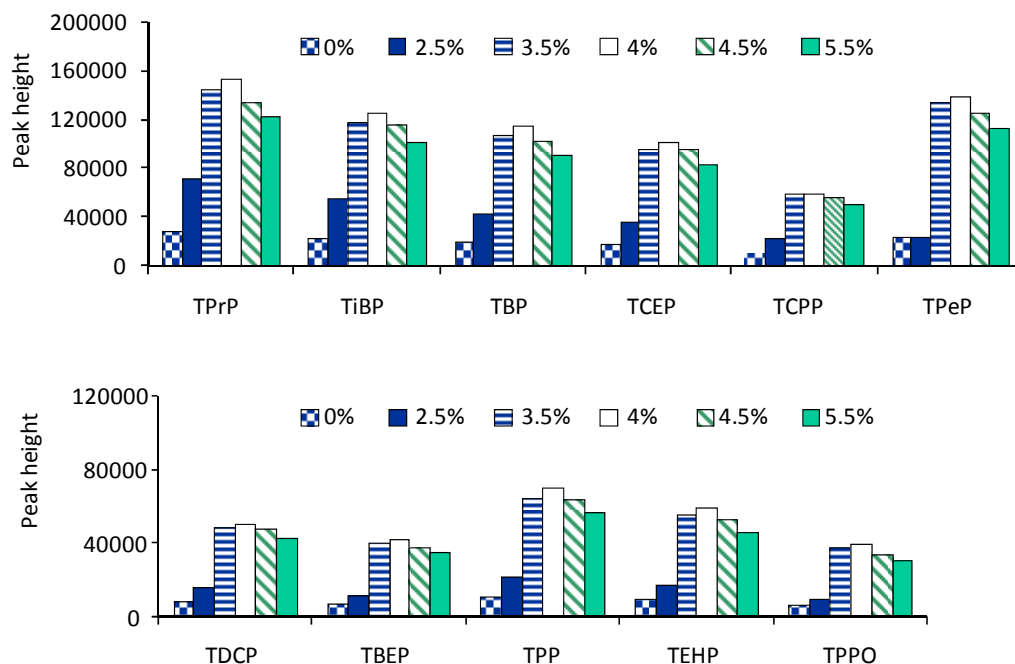 200000
160000
120000
80000
40000
0
Peak height
0% 2.5% 3.5% 4% 4.5% 5.5%
TPrP TiBP TBP TCEP TCPP TPeP
120000
80000
40000
0
Peak height
0% 2.5% 3.5% 4% 4.5% 5.5%
TDCP TBEP TPP TEHP TPPO